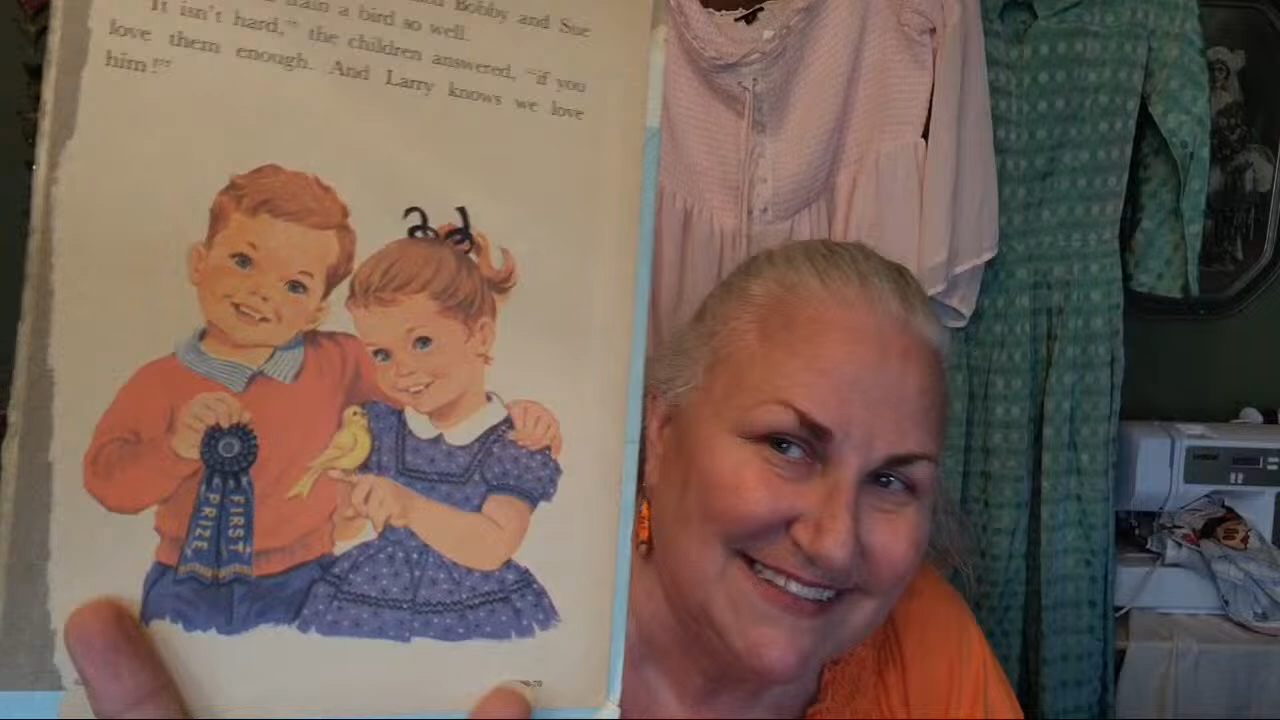 train a bird so well.
Bobby and Sue
"It isn't hard," the children answered, "if you
love them enough. And Larry knows we love
him!"
FIRST
PRIZE